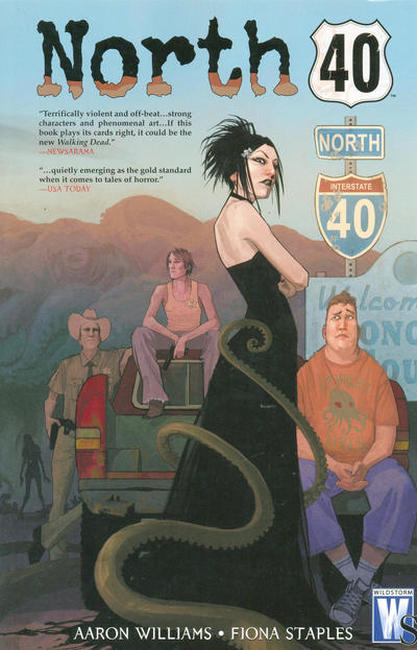 North 40
"Terrifically violent and off-beat...strong
characters and phenomenal art...If this
book plays its cards right, it could be the
new Walking Dead."
—NEWSARAMA
"...quietly emerging as the gold standard
when it comes to tales of horror."
—USA TODAY
NORTH
INTERSTATE
40
Welcom
ONO
OU
AARON WILLIAMS • FIONA STAPLES
WILDSTORM
WS